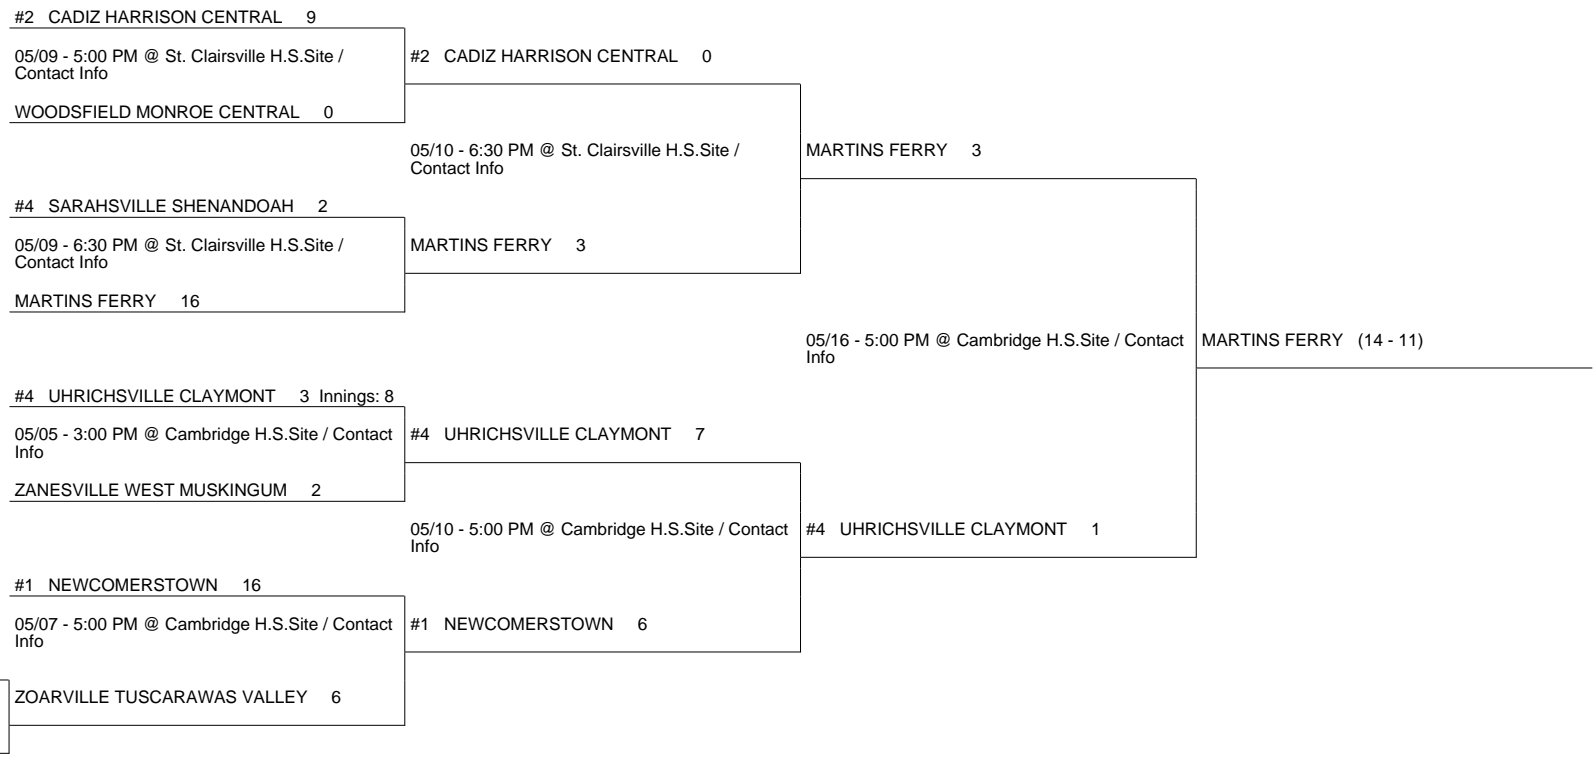 #2 CADIZ HARRISON CENTRAL 9
05/09 - 5:00 PM @ St. Clairsville H.S.Site /
Contact Info
WOODSFIELD MONROE CENTRAL 0
#2 CADIZ HARRISON CENTRAL 0
05/10 - 6:30 PM @ St. Clairsville H.S.Site /
Contact Info
#4 SARAHSVILLE SHENANDOAH 2
05/09 - 6:30 PM @ St. Clairsville H.S.Site /
Contact Info
MARTINS FERRY 16
MARTINS FERRY 3
MARTINS FERRY 3
05/16 - 5:00 PM @ Cambridge H.S.Site / Contact
Info
MARTINS FERRY (14 - 11)
#4 UHRICHSVILLE CLAYMONT 3 Innings: 8
05/05 - 3:00 PM @ Cambridge H.S.Site / Contact
Info
ZANESVILLE WEST MUSKINGUM 2
#4 UHRICHSVILLE CLAYMONT 7
05/10 - 5:00 PM @ Cambridge H.S.Site / Contact
Info
#4 UHRICHSVILLE CLAYMONT 1
#1 NEWCOMERSTOWN 16
05/07 - 5:00 PM @ Cambridge H.S.Site / Contact
Info
ZOARVILLE TUSCARAWAS VALLEY 6
#1 NEWCOMERSTOWN 6